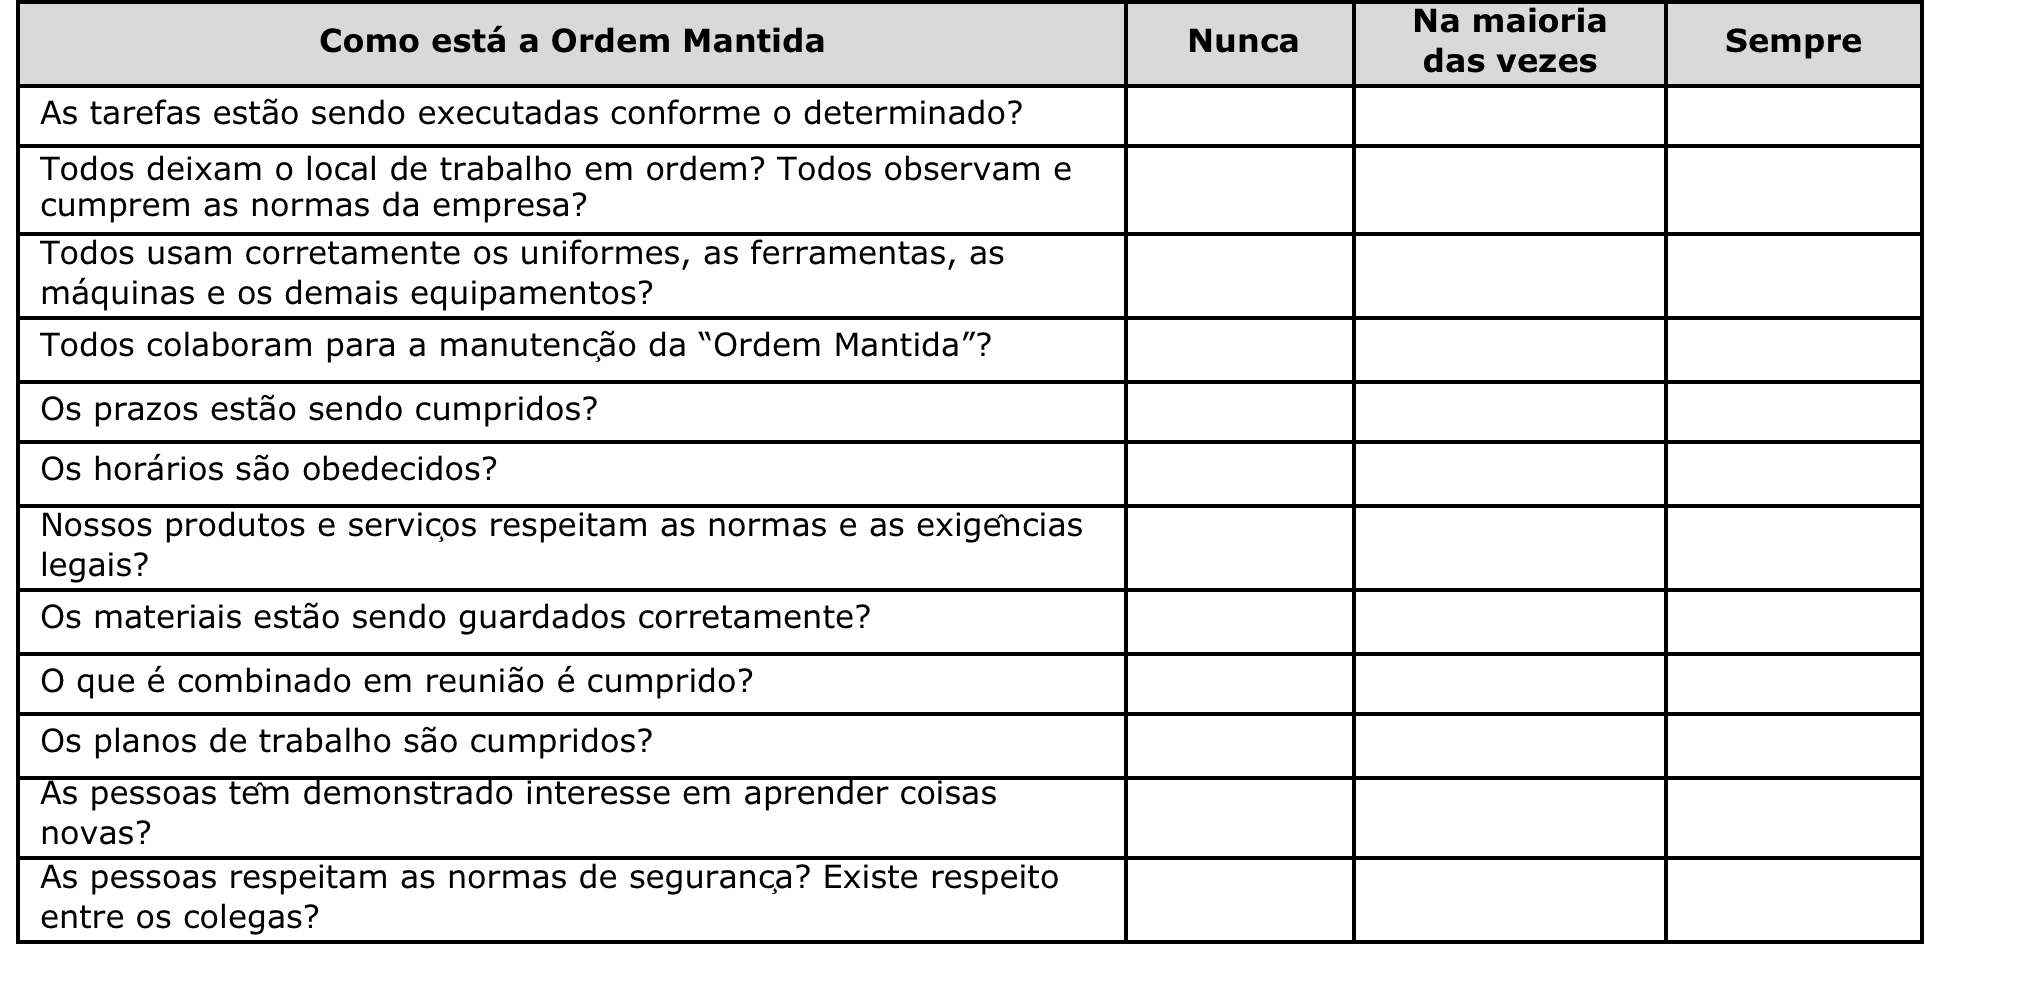 Como está a Ordem Mantida
Nunca
Na maioria
das vezes
Sempre
As tarefas estão sendo executadas conforme o determinado?
Todos deixam o local de trabalho em ordem? Todos observam e
cumprem as normas da empresa?
Todos usam corretamente os uniformes, as ferramentas, as
máquinas e os demais equipamentos?
Todos colaboram para a manutenção da “Ordem Mantida”?
Os prazos estão sendo cumpridos?
Os horários são obedecidos?
Nossos produtos e serviços respeitam as normas e as exigências
legais?
Os materiais estão sendo guardados corretamente?
O que é combinado em reunião é cumprido?
Os planos de trabalho são cumpridos?
As pessoas têm demonstrado interesse em aprender coisas
novas?
As pessoas respeitam as normas de segurança? Existe respeito
entre os colegas?